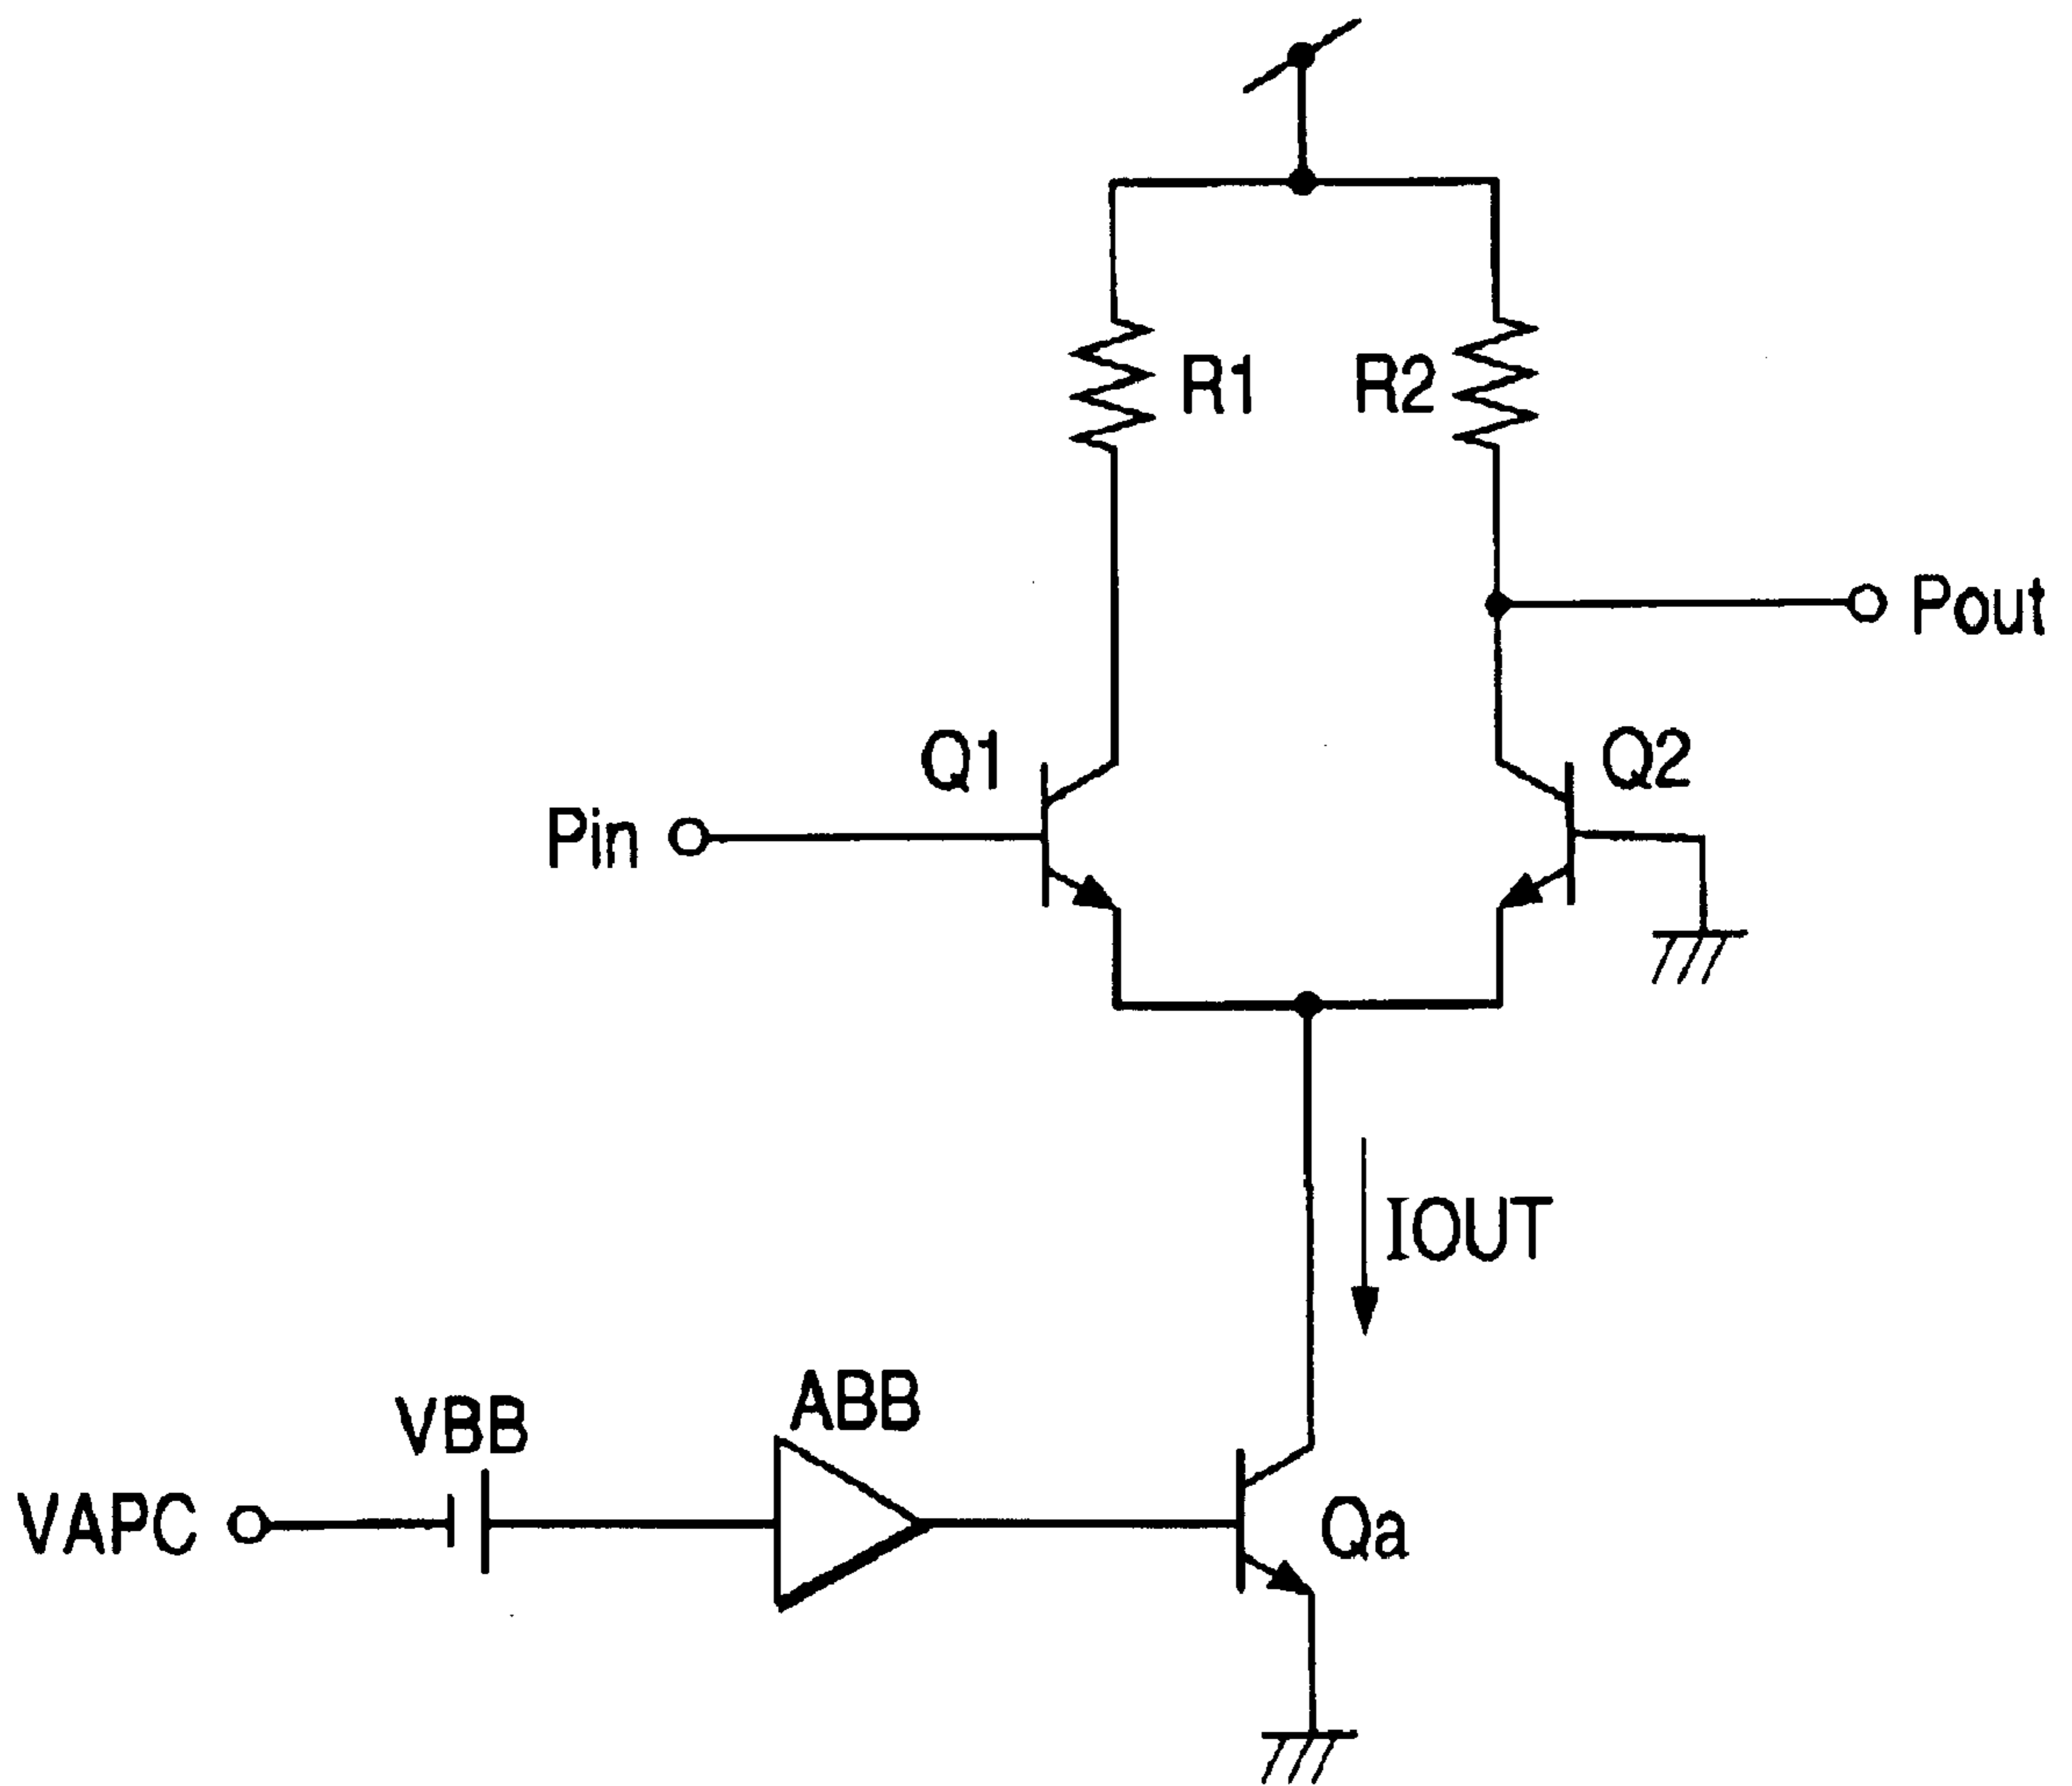 R1
R2
Pout
Q1
Q2
Pin
IOUT
ABB
VBB
VAPC
Qa